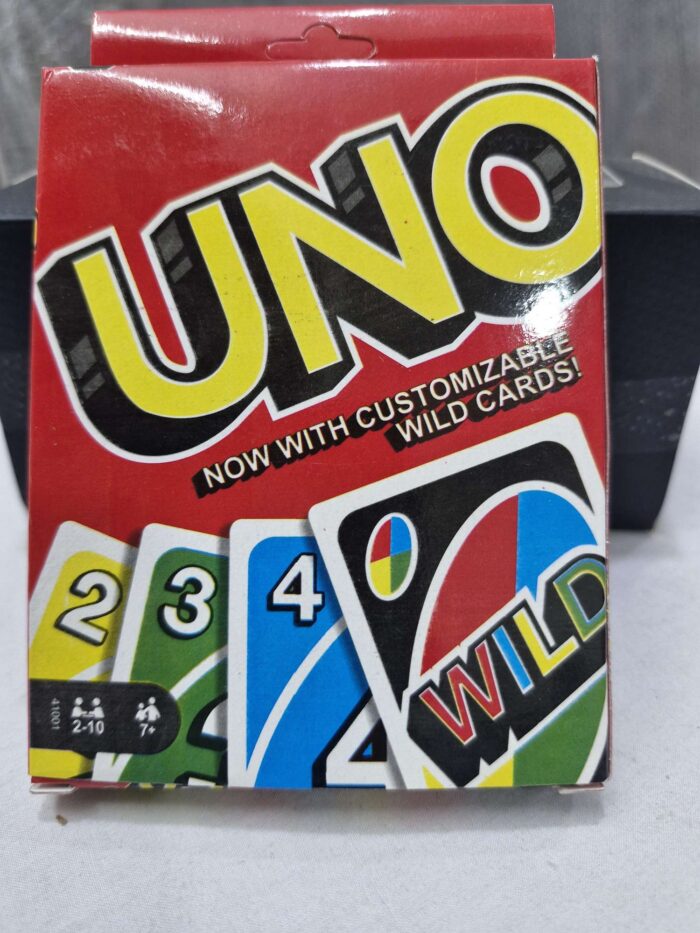 UNO
NOW WITH CUSTOMIZABLE
WILD CARDS!
2
3
4
WILD
41001
2-10
7+